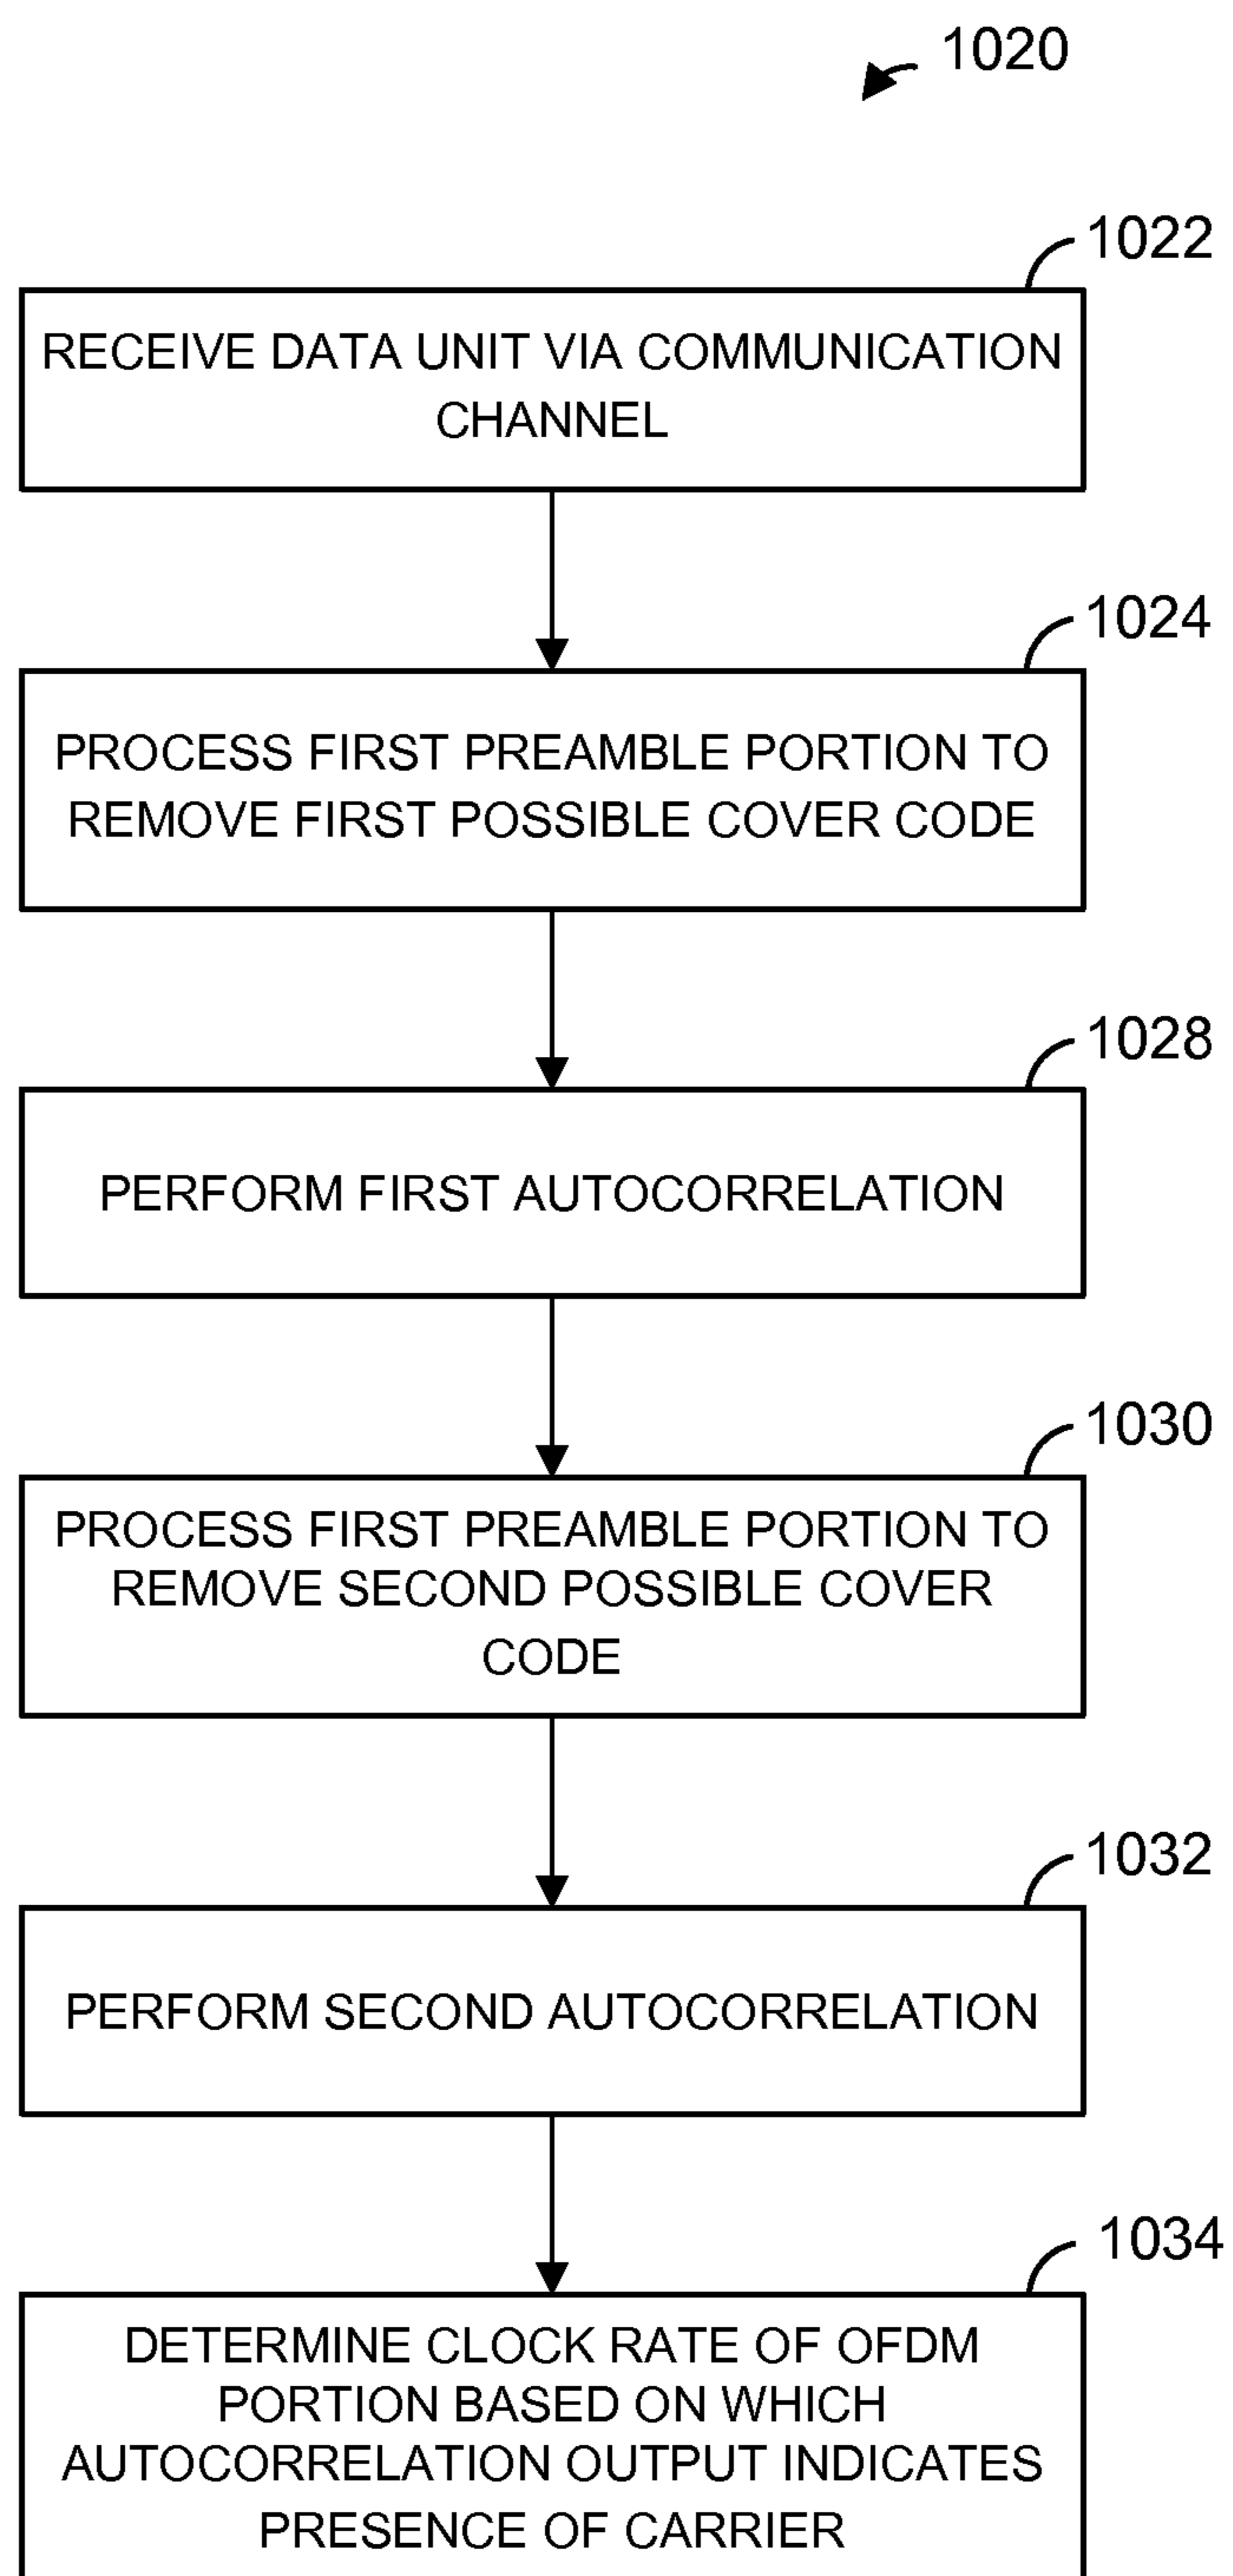 1020
1022
RECEIVE DATA UNIT VIA COMMUNICATION
CHANNEL
1024
PROCESS FIRST PREAMBLE PORTION TO
REMOVE FIRST POSSIBLE COVER CODE
1028
PERFORM FIRST AUTOCORRELATION
1030
PROCESS FIRST PREAMBLE PORTION TO
REMOVE SECOND POSSIBLE COVER
CODE
1032
PERFORM SECOND AUTOCORRELATION
1034
DETERMINE CLOCK RATE OF OFDM
PORTION BASED ON WHICH
AUTOCORRELATION OUTPUT INDICATES
PRESENCE OF CARRIER